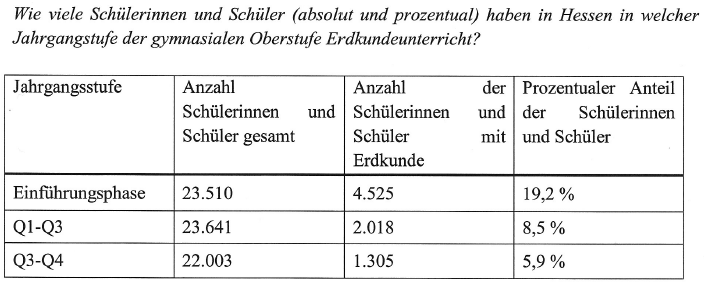 Wie viele Schülerinnen und Schüler (absolut und prozentual) haben in Hessen in welcher
Jahrgangstufe der gymnasialen Oberstufe Erdkundeunterricht?
Jahrgangsstufe
Anzahl
Schülerinnen und
Schüler gesamt
Anzahl der
Schülerinnen und
Schüler mit
Erdkunde
Prozentualer Anteil
der Schülerinnen
und Schüler
Einführungsphase 23.510 4.525 19,2 %
Q1-Q3 23.641 2.018 8,5 %
Q3-Q4 22.003 1.305 5,9 %